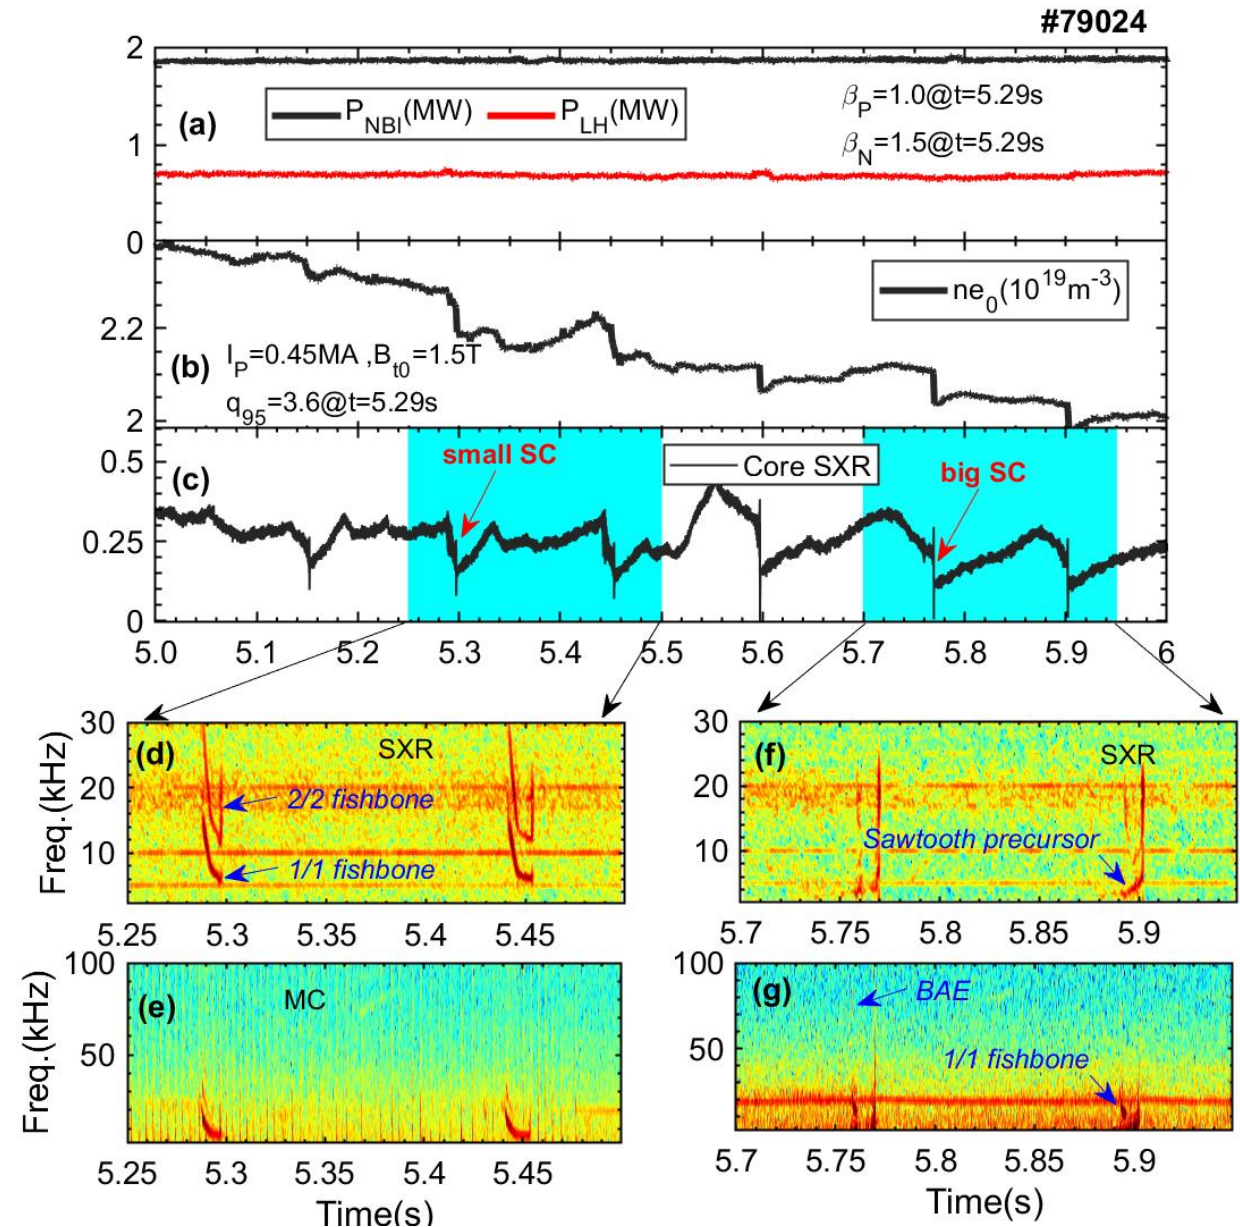 #79024
2
1
0
(a)
P_NBI(MW) P_LH(MW)
β_P=1.0@t=5.29s
β_N=1.5@t=5.29s
2.2
2
(b)
ne_0(10^19m^-3)
I_P=0.45MA ,B_t0=1.5T
q_95=3.6@t=5.29s
0.5
0.25
0
(c)
small SC
Core SXR
big SC
5.0 5.1 5.2 5.3 5.4 5.5 5.6 5.7 5.8 5.9 6
Freq.(kHz)
30
20
10
(d)
SXR
2/2 fishbone
1/1 fishbone
5.25 5.3 5.35 5.4 5.45
30
20
10
(f)
SXR
Sawtooth precursor
5.7 5.75 5.8 5.85 5.9
Freq.(kHz)
100
50
(e)
MC
5.25 5.3 5.35 5.4 5.45
Time(s)
100
50
(g)
BAE
1/1 fishbone
5.7 5.75 5.8 5.85 5.9
Time(s)